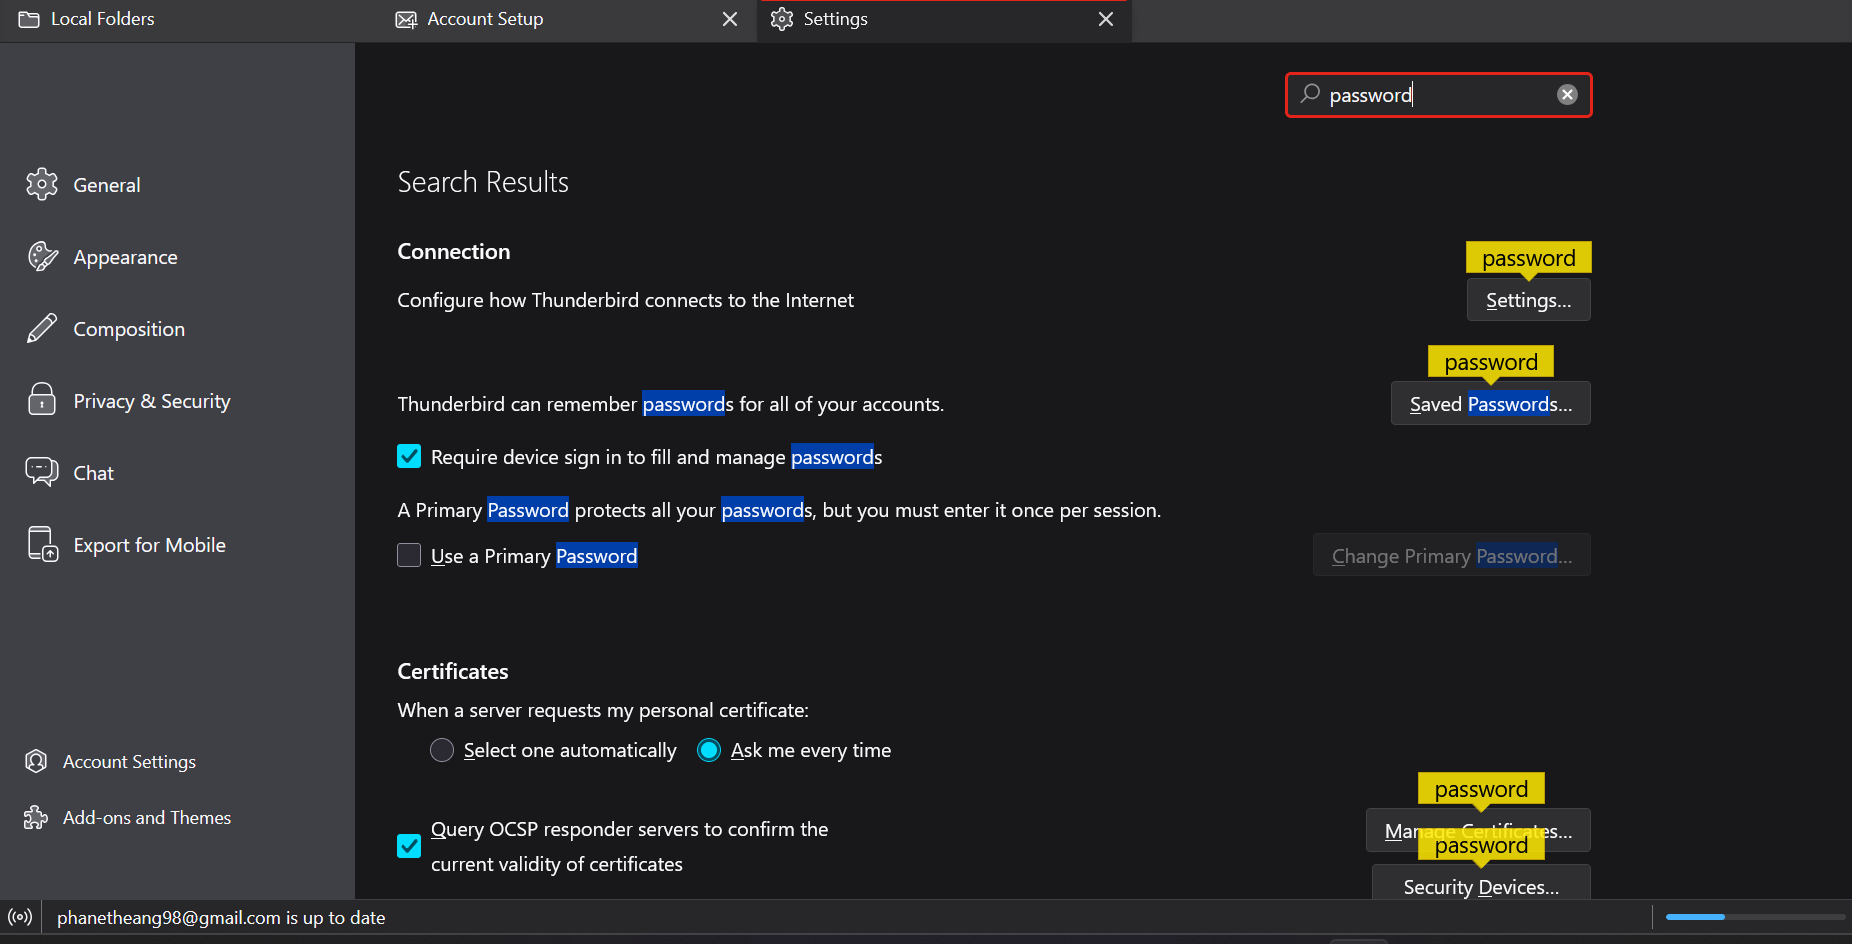 Local Folders
Account Setup
Settings
password
General
Appearance
Composition
Privacy & Security
Chat
Export for Mobile
Account Settings
Add-ons and Themes
Search Results
Connection
password
Configure how Thunderbird connects to the Internet
Settings...
password
Thunderbird can remember passwords for all of your accounts.
Saved Passwords...
Require device sign in to fill and manage passwords
A Primary Password protects all your passwords, but you must enter it once per session.
Use a Primary Password
Change Primary Password...
Certificates
When a server requests my personal certificate:
Select one automatically
Ask me every time
password
Query OCSP responder servers to confirm the
current validity of certificates
Manage Certificates...
password
Security Devices...
phanetheang98@gmail.com is up to date